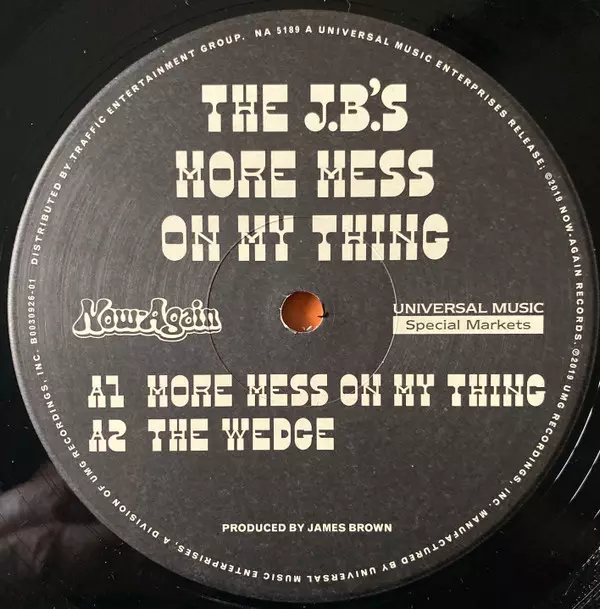 THE J.B.'S
MORE MESS
ON MY THING
Now-Again
UNIVERSAL MUSIC
Special Markets
A1 MORE MESS ON MY THING
A2 THE WEDGE
PRODUCED BY JAMES BROWN
B0030926-01 DISTRIBUTED BY TRAFFIC ENTERTAINMENT GROUP. NA 5189 A UNIVERSAL MUSIC ENTERPRISES RELEASE; ©2019 NOW-AGAIN RECORDS. ℗2019 UMG RECORDINGS, INC. MANUFACTURED BY UNIVERSAL MUSIC ENTERPRISES, A DIVISION OF UMG RECORDINGS, INC.